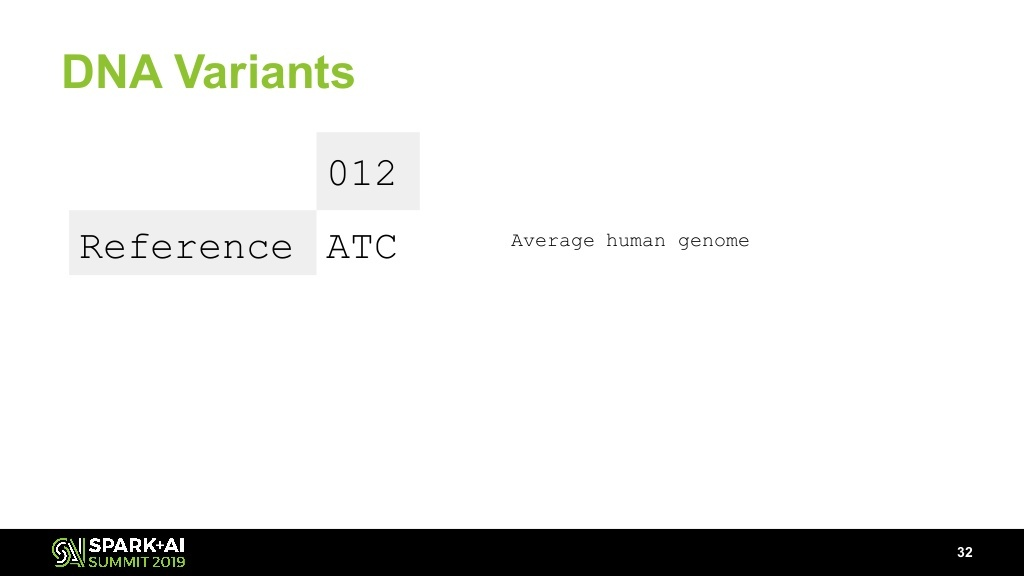 DNA Variants
012
Reference ATC
Average human genome
SPARK+AI
SUMMIT 2019
32